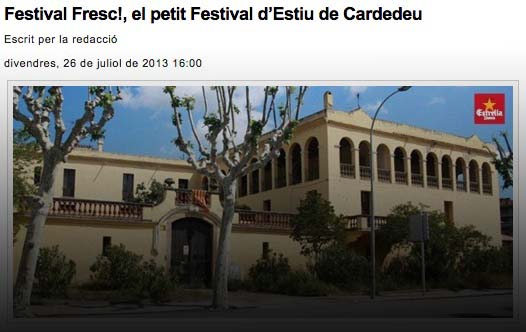 Festival Fresc!, el petit Festival d'Estiu de Cardedeu
Escrit per la redacció
divendres, 26 de juliol de 2013 16:00
Estrella
Damm